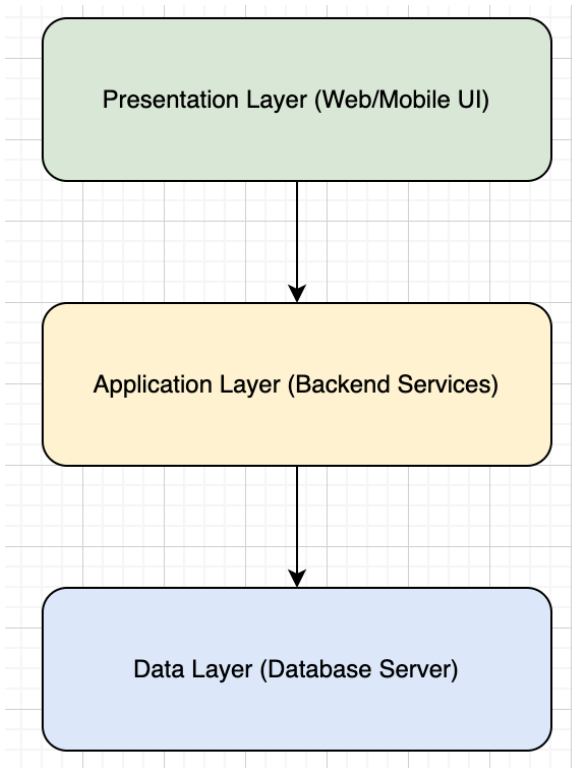 Presentation Layer (Web/Mobile UI)
Application Layer (Backend Services)
Data Layer (Database Server)